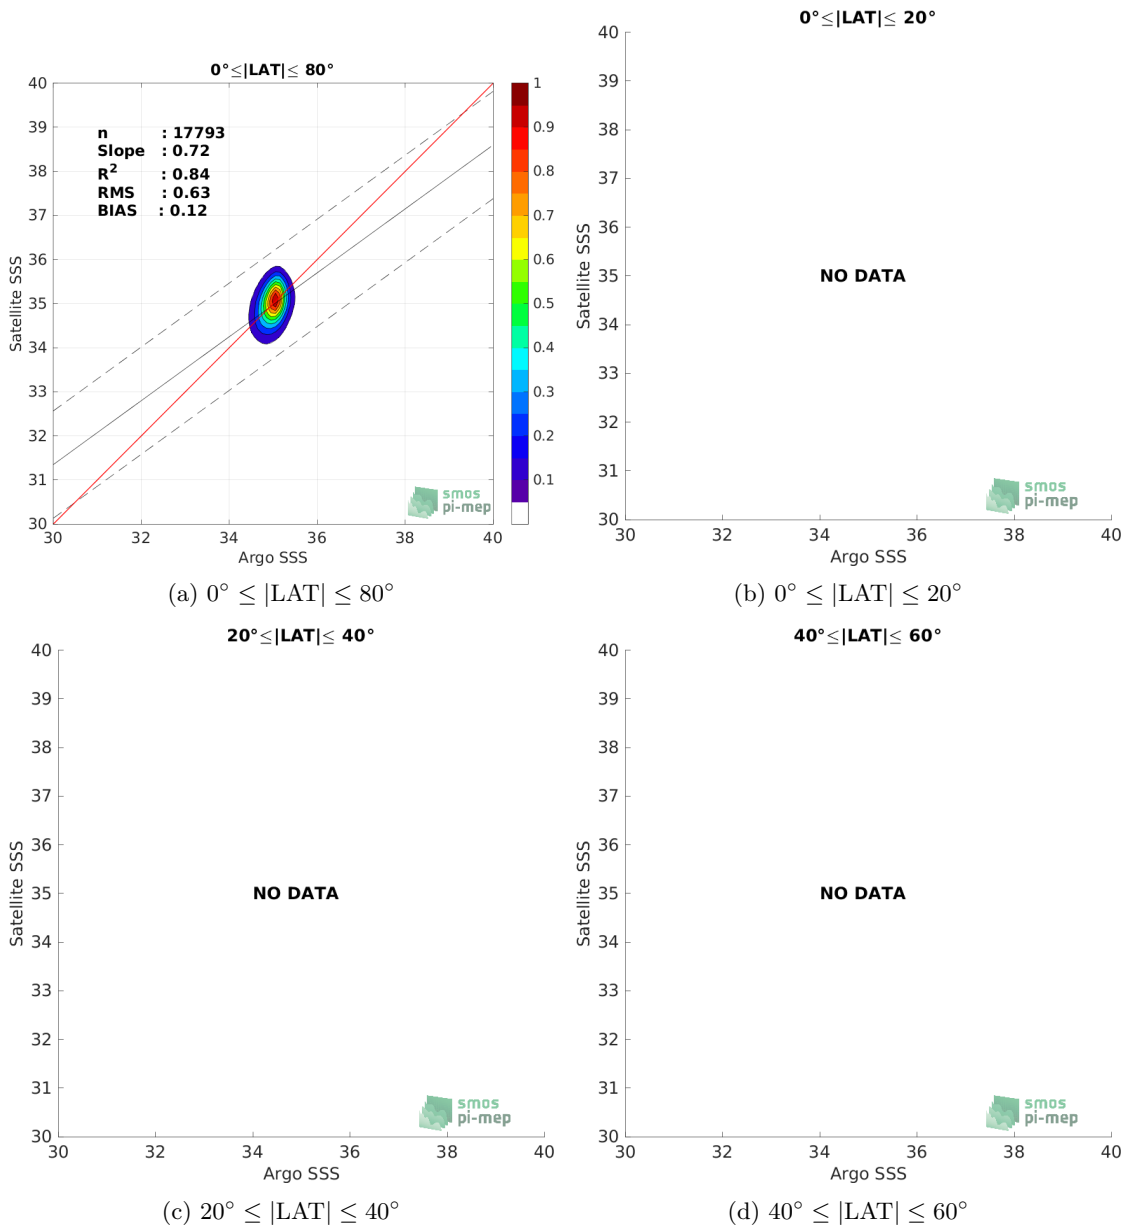 0°≤|LAT|≤ 80°
40
39
38
37
36
35
34
33
32
31
30
Satellite SSS
n : 17793
Slope : 0.72
R² : 0.84
RMS : 0.63
BIAS : 0.12
smos
pi-mep
30 32 34 36 38 40
Argo SSS
1
0.9
0.8
0.7
0.6
0.5
0.4
0.3
0.2
0.1
(a) 0° ≤ |LAT| ≤ 80°
0°≤|LAT|≤ 20°
40
39
38
37
36
35
34
33
32
31
30
Satellite SSS
NO DATA
smos
pi-mep
30 32 34 36 38 40
Argo SSS
(b) 0° ≤ |LAT| ≤ 20°
20°≤|LAT|≤ 40°
40
39
38
37
36
35
34
33
32
31
30
Satellite SSS
NO DATA
smos
pi-mep
30 32 34 36 38 40
Argo SSS
(c) 20° ≤ |LAT| ≤ 40°
40°≤|LAT|≤ 60°
40
39
38
37
36
35
34
33
32
31
30
Satellite SSS
NO DATA
smos
pi-mep
30 32 34 36 38 40
Argo SSS
(d) 40° ≤ |LAT| ≤ 60°